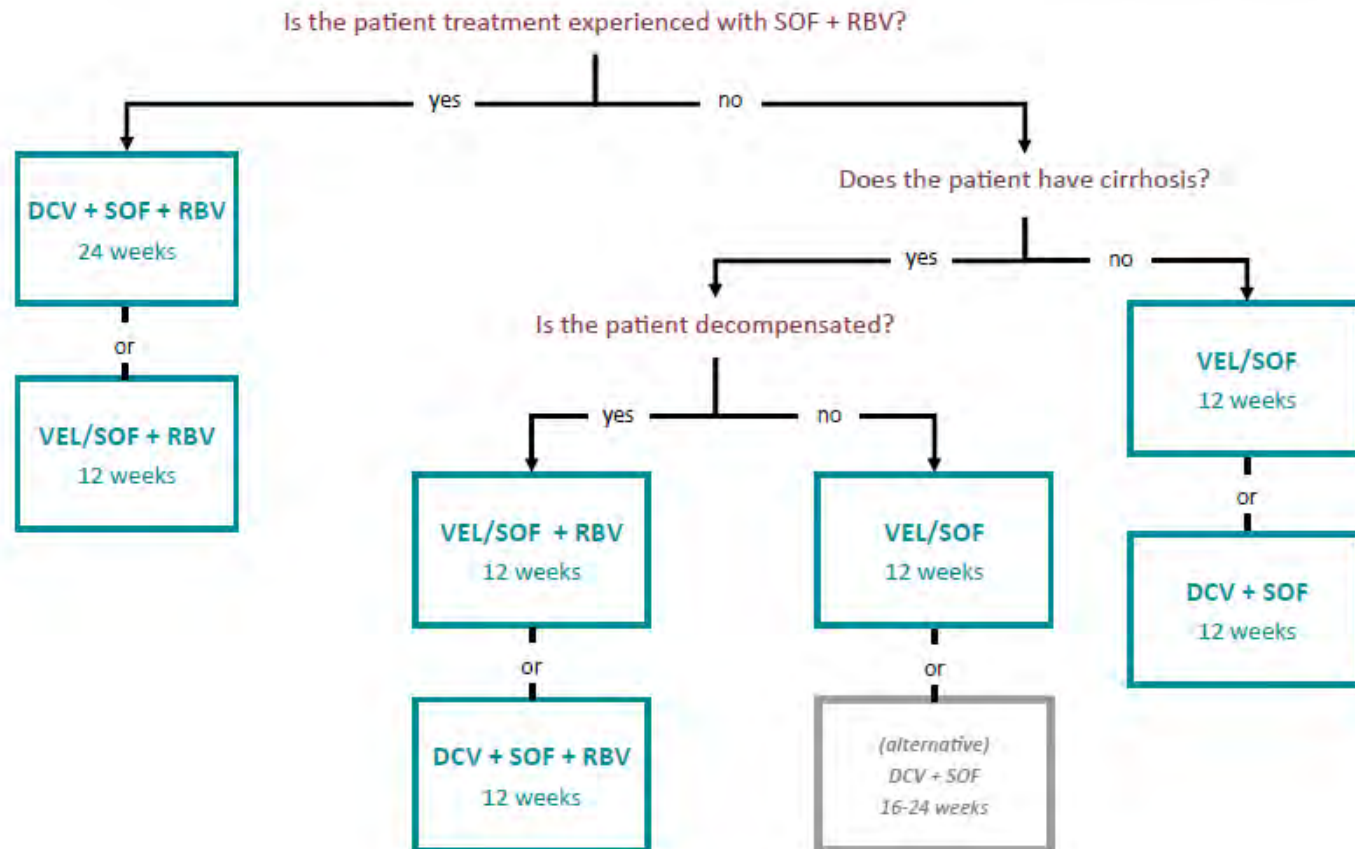 Is the patient treatment experienced with SOF + RBV?
yes
no
DCV + SOF + RBV
24 weeks
or
VEL/SOF + RBV
12 weeks
Does the patient have cirrhosis?
yes
no
Is the patient decompensated?
yes
no
VEL/SOF + RBV
12 weeks
or
DCV + SOF + RBV
12 weeks
VEL/SOF
12 weeks
or
(alternative)
DCV + SOF
16-24 weeks
VEL/SOF
12 weeks
or
DCV + SOF
12 weeks